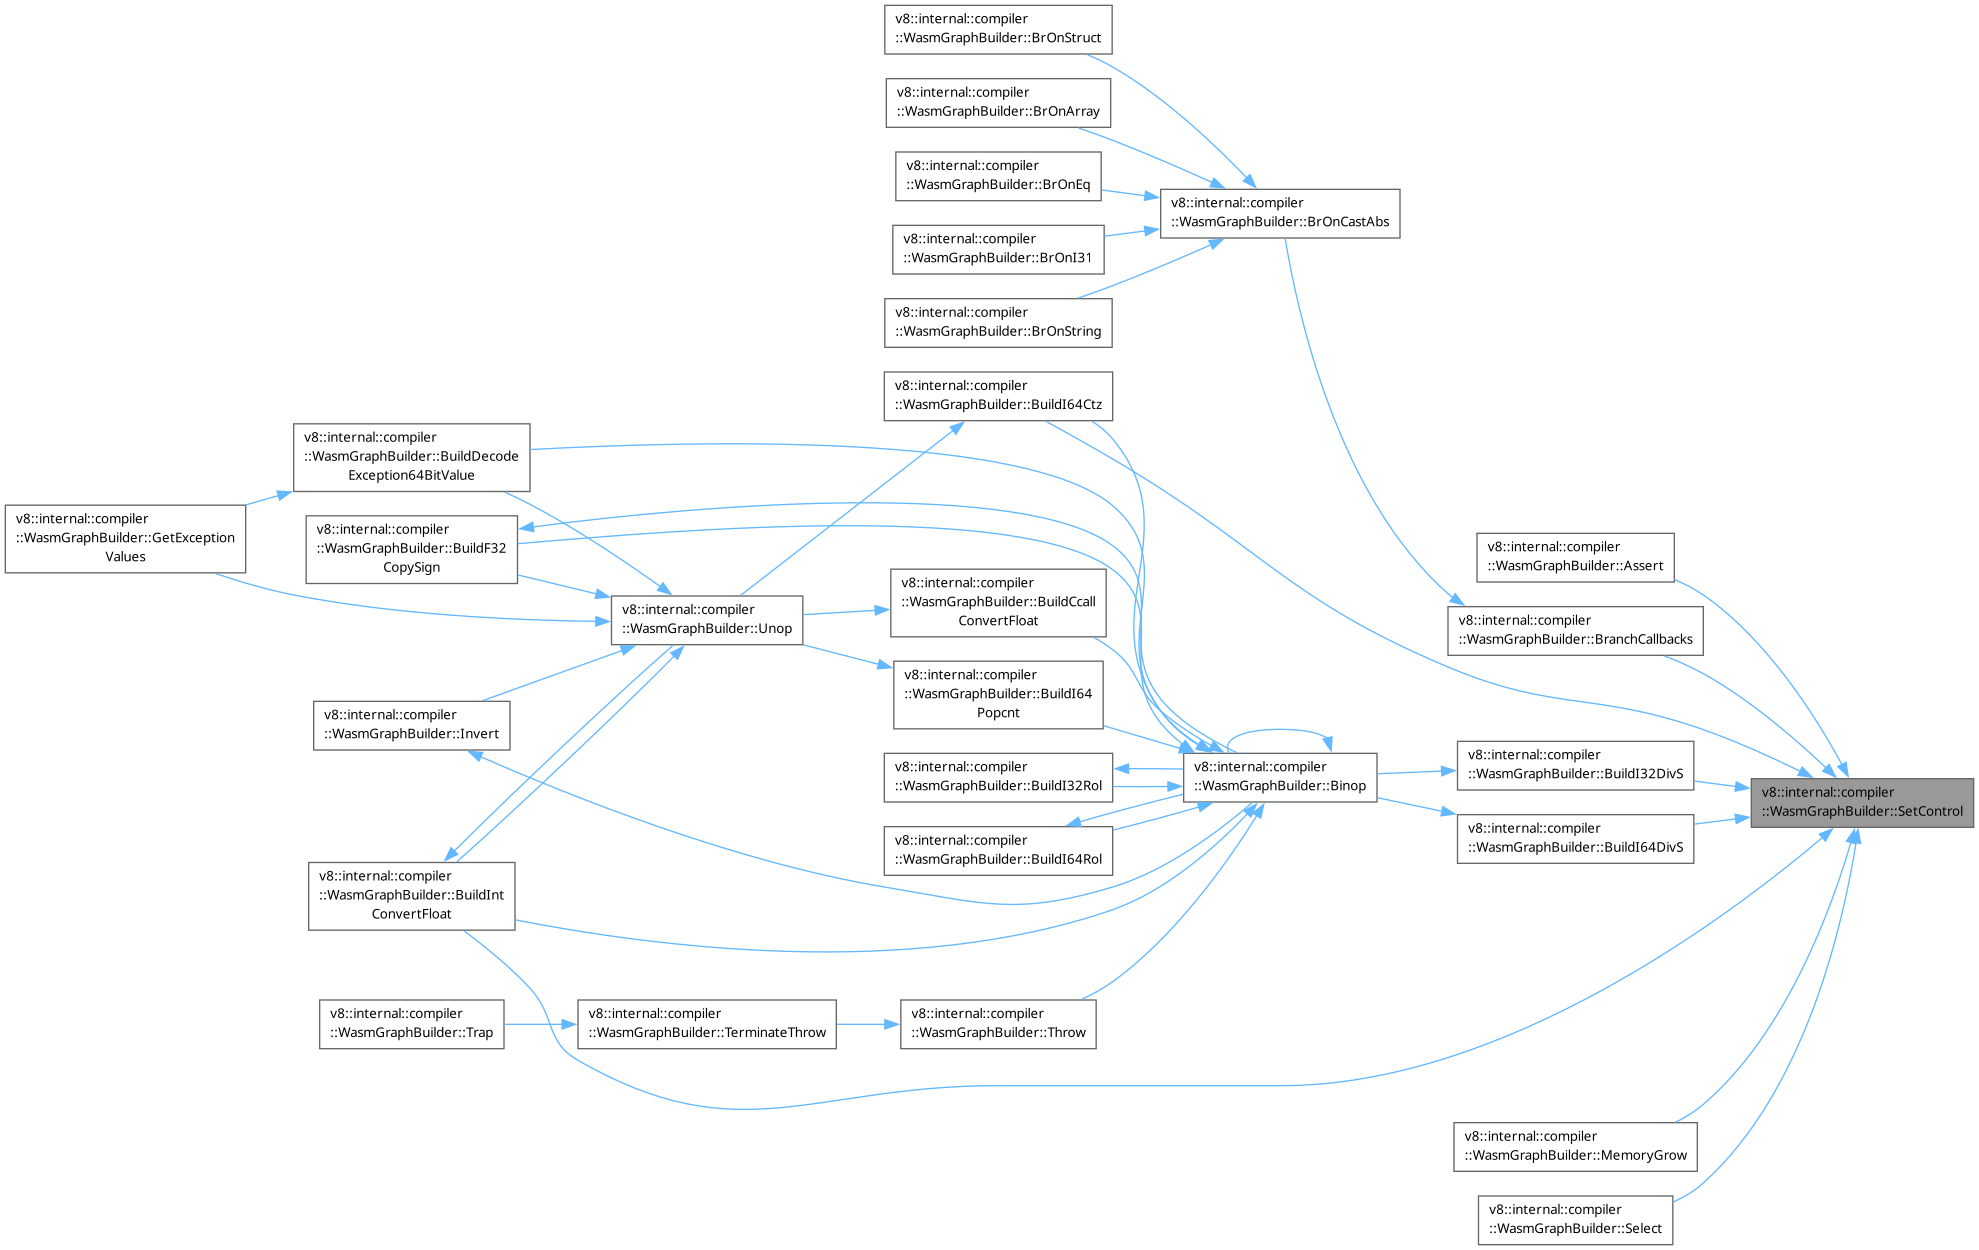 v8::internal::compiler
::WasmGraphBuilder::BrOnStruct
v8::internal::compiler
::WasmGraphBuilder::BrOnArray
v8::internal::compiler
::WasmGraphBuilder::BrOnEq
v8::internal::compiler
::WasmGraphBuilder::BrOnCastAbs
v8::internal::compiler
::WasmGraphBuilder::BrOnI31
v8::internal::compiler
::WasmGraphBuilder::BrOnString
v8::internal::compiler
::WasmGraphBuilder::BuildI64Ctz
v8::internal::compiler
::WasmGraphBuilder::BuildDecode
Exception64BitValue
v8::internal::compiler
::WasmGraphBuilder::GetException
Values
v8::internal::compiler
::WasmGraphBuilder::BuildF32
CopySign
v8::internal::compiler
::WasmGraphBuilder::Assert
v8::internal::compiler
::WasmGraphBuilder::BuildCcall
ConvertFloat
v8::internal::compiler
::WasmGraphBuilder::Unop
v8::internal::compiler
::WasmGraphBuilder::BranchCallbacks
v8::internal::compiler
::WasmGraphBuilder::BuildI64
Popcnt
v8::internal::compiler
::WasmGraphBuilder::Invert
v8::internal::compiler
::WasmGraphBuilder::BuildI32Rol
v8::internal::compiler
::WasmGraphBuilder::Binop
v8::internal::compiler
::WasmGraphBuilder::BuildI32DivS
v8::internal::compiler
::WasmGraphBuilder::SetControl
v8::internal::compiler
::WasmGraphBuilder::BuildI64Rol
v8::internal::compiler
::WasmGraphBuilder::BuildI64DivS
v8::internal::compiler
::WasmGraphBuilder::BuildInt
ConvertFloat
v8::internal::compiler
::WasmGraphBuilder::Trap
v8::internal::compiler
::WasmGraphBuilder::TerminateThrow
v8::internal::compiler
::WasmGraphBuilder::Throw
v8::internal::compiler
::WasmGraphBuilder::MemoryGrow
v8::internal::compiler
::WasmGraphBuilder::Select